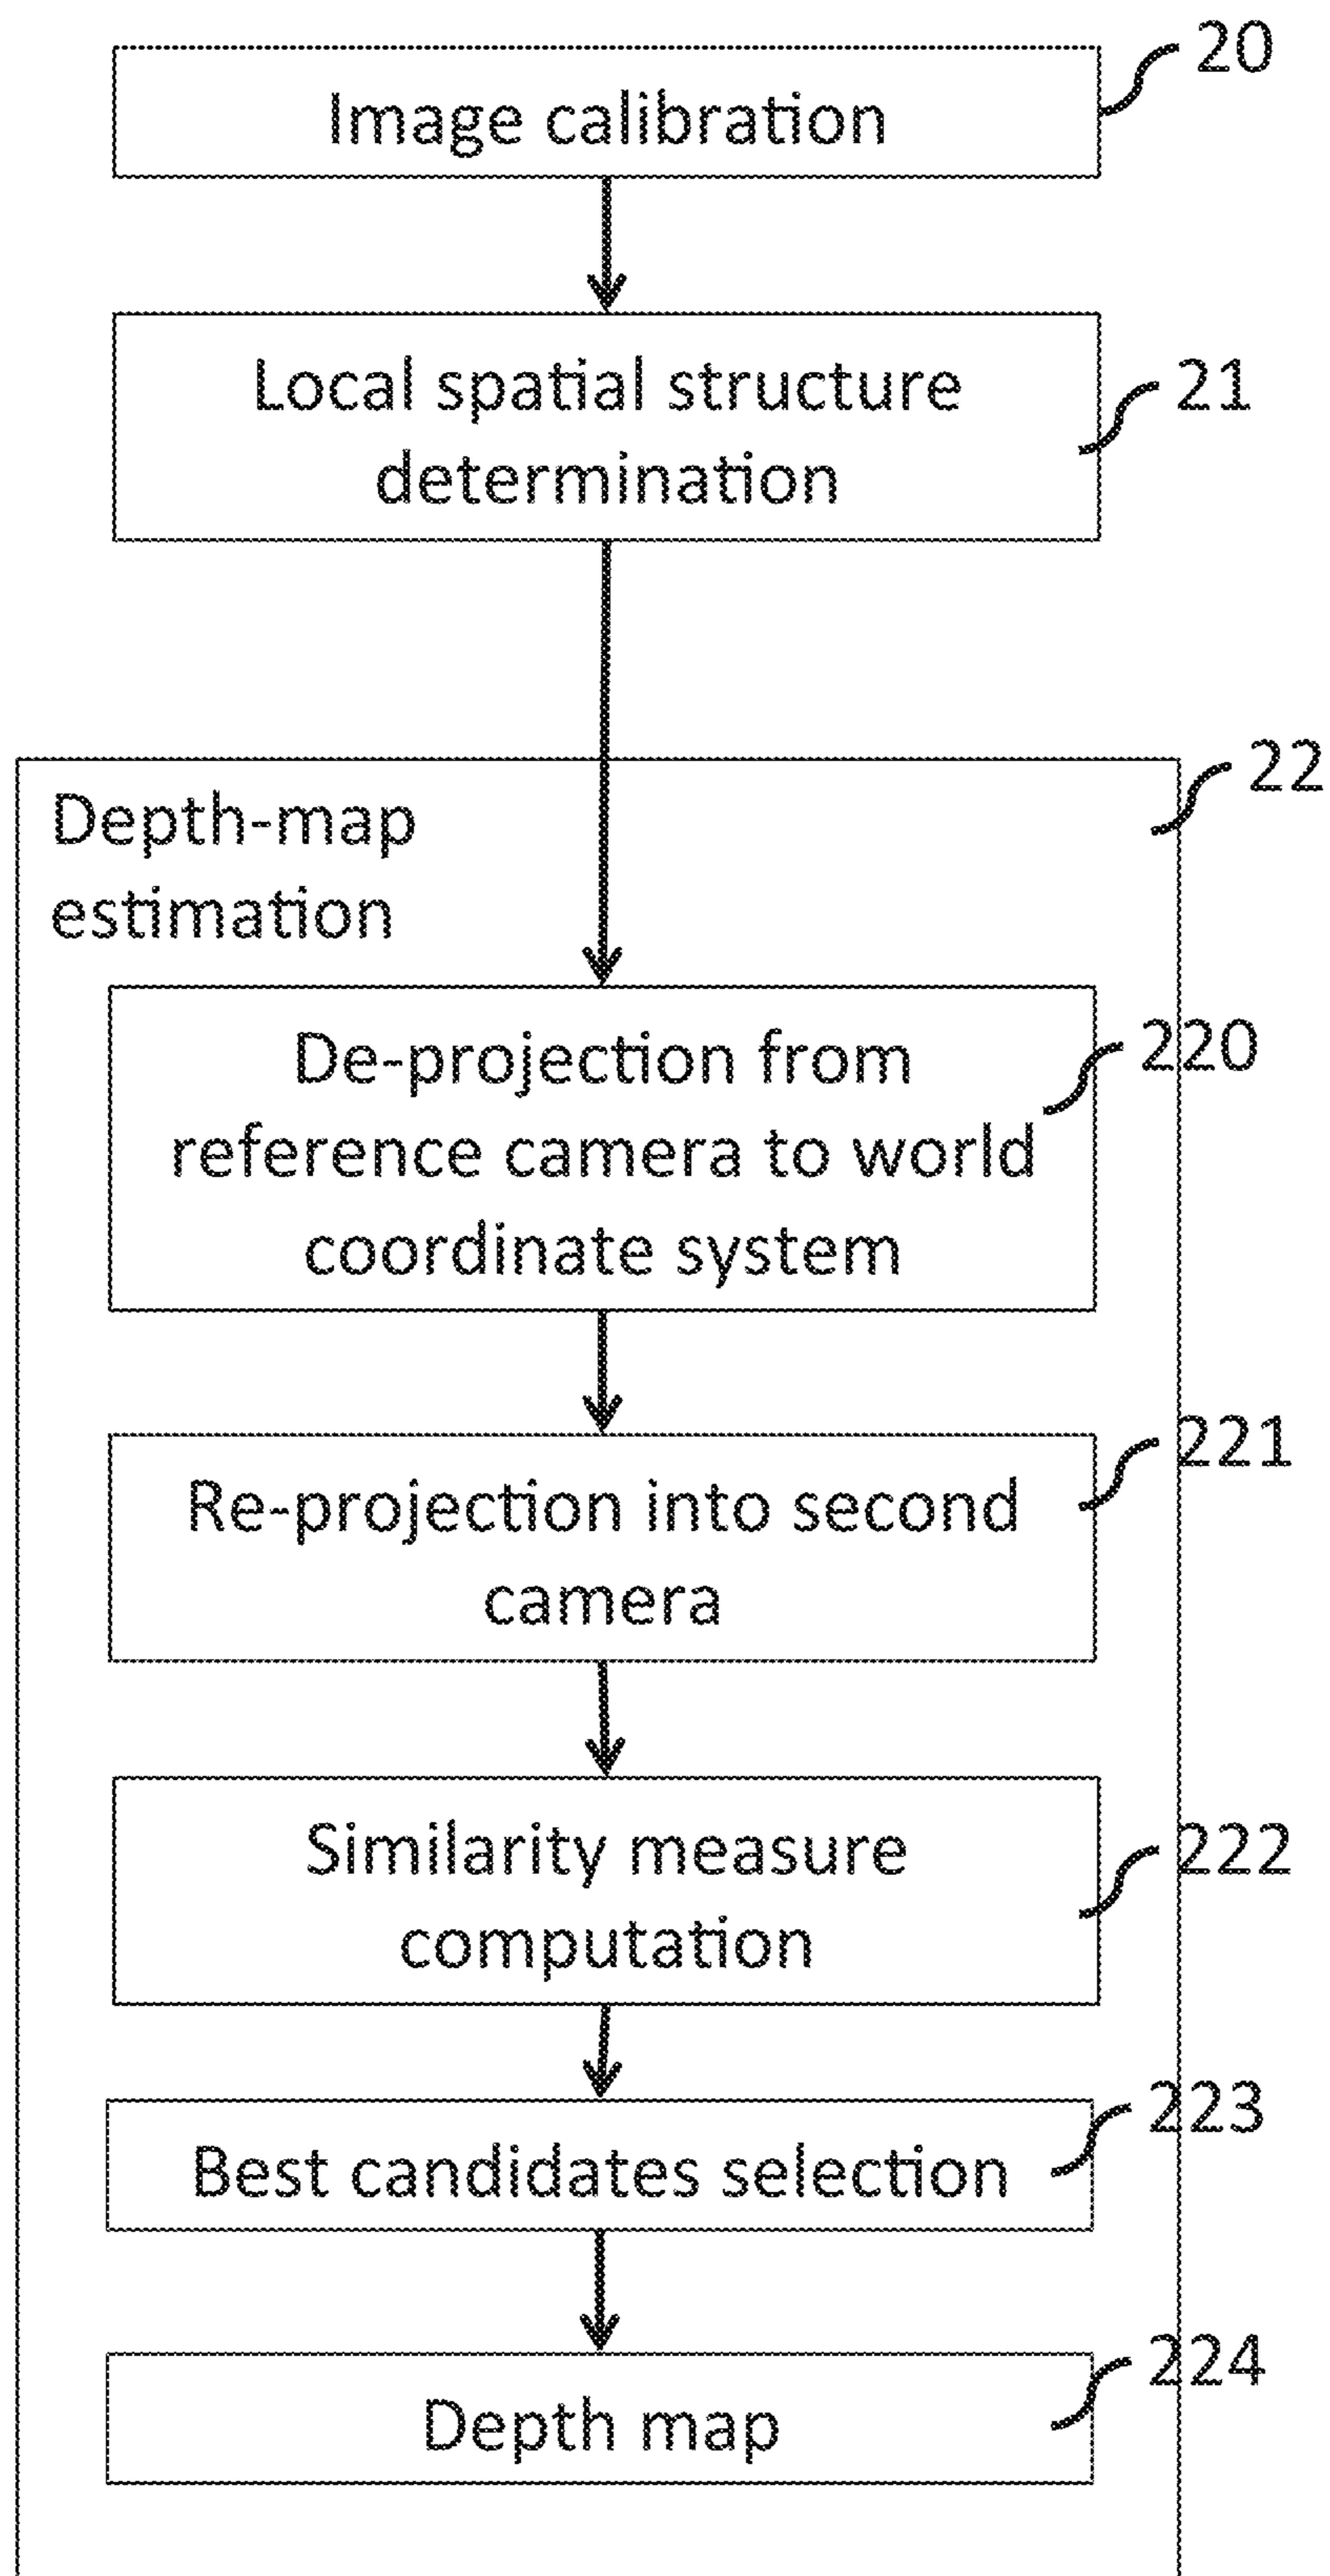 20
Image calibration
Local spatial structure
21
determination
22
Depth-map
estimation
De-projection from
220
reference camera to world
coordinate system
221
Re-projection into second
camera
Similarity measure
222
computation
223
Best candidates selection
224
Depth map